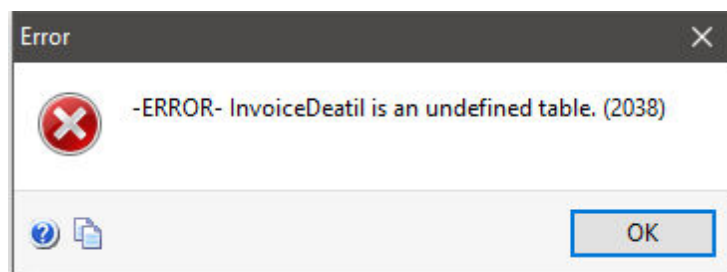 Error
-ERROR- InvoiceDeatil is an undefined table. (2038)
OK